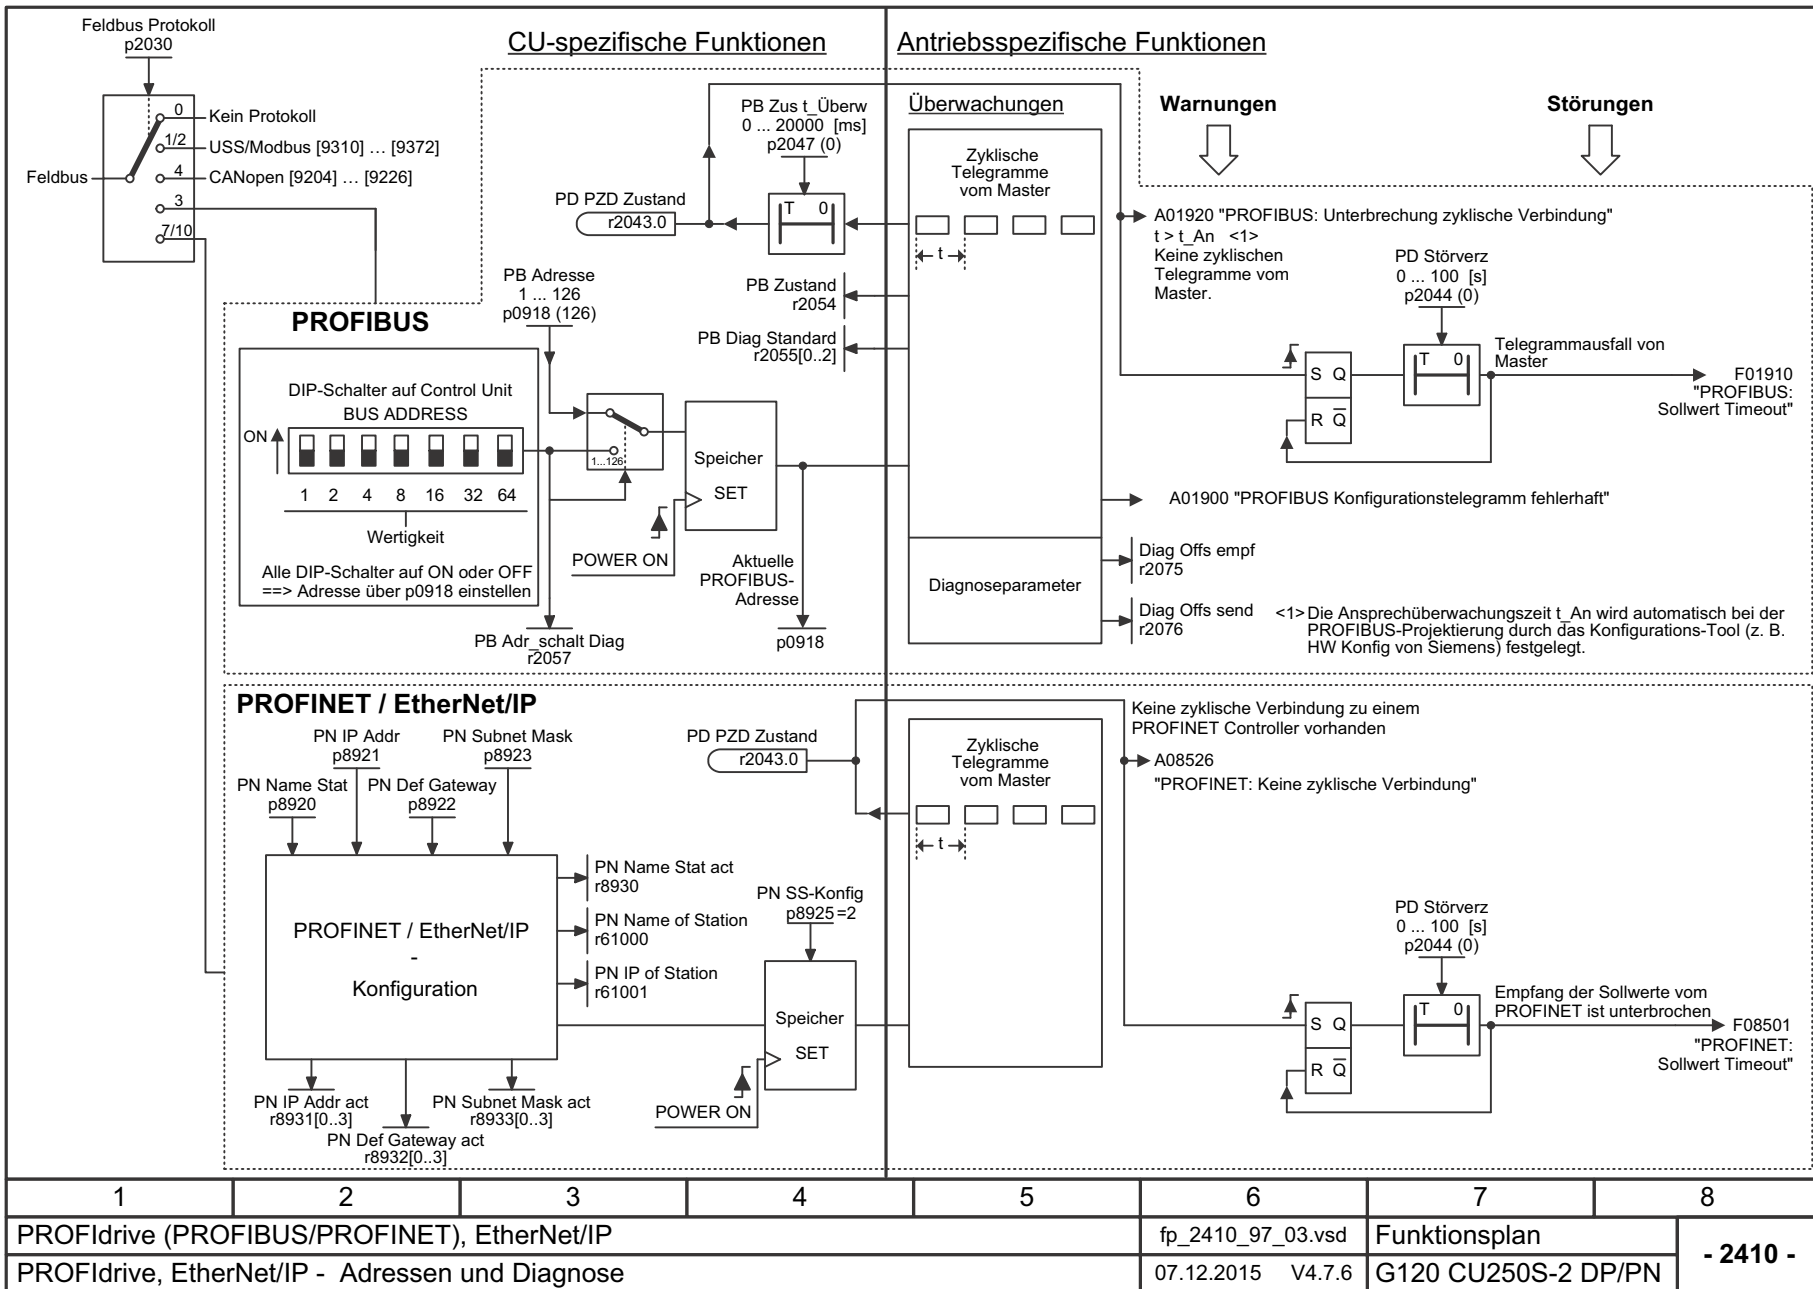 Feldbus Protokoll
p2030
CU-spezifische Funktionen
Antriebsspezifische Funktionen
0
Kein Protokoll
1/2
USS/Modbus [9310] … [9372]
Feldbus
4
CANopen [9204] … [9226]
3
7/10
PB Zus t_Überw
0 ... 20000 [ms]
p2047 (0)
PD PZD Zustand
r2043.0
T 0
Überwachungen
Zyklische
Telegramme
vom Master
t
Warnungen
Störungen
A01920 "PROFIBUS: Unterbrechung zyklische Verbindung"
t > t_An <1>
Keine zyklischen
Telegramme vom
Master.
PD Störverz
0 ... 100 [s]
p2044 (0)
PB Adresse
1 ... 126
p0918 (126)
PB Zustand
r2054
PB Diag Standard
r2055[0..2]
PROFIBUS
DIP-Schalter auf Control Unit
BUS ADDRESS
ON
1 2 4 8 16 32 64
Wertigkeit
Alle DIP-Schalter auf ON oder OFF
==> Adresse über p0918 einstellen
1...126
Speicher
SET
POWER ON
Aktuelle
PROFIBUS-
Adresse
p0918
PB Adr_schalt Diag
r2057
S Q
R Q̅
T 0
Telegrammausfall von
Master
F01910
"PROFIBUS:
Sollwert Timeout"
A01900 "PROFIBUS Konfigurationstelegramm fehlerhaft"
Diagnoseparameter
Diag Offs empf
r2075
Diag Offs send
r2076
<1> Die Ansprechüberwachungszeit t_An wird automatisch bei der
PROFIBUS-Projektierung durch das Konfigurations-Tool (z. B.
HW Konfig von Siemens) festgelegt.
PROFINET / EtherNet/IP
PN IP Addr
p8921
PN Subnet Mask
p8923
PN Name Stat
p8920
PN Def Gateway
p8922
PROFINET / EtherNet/IP
-
Konfiguration
PN Name Stat act
r8930
PN Name of Station
r61000
PN IP of Station
r61001
PN IP Addr act
r8931[0..3]
PN Subnet Mask act
r8933[0..3]
PN Def Gateway act
r8932[0..3]
PD PZD Zustand
r2043.0
PN SS-Konfig
p8925 =2
Speicher
SET
POWER ON
Zyklische
Telegramme
vom Master
t
Keine zyklische Verbindung zu einem
PROFINET Controller vorhanden
A08526
"PROFINET: Keine zyklische Verbindung"
PD Störverz
0 ... 100 [s]
p2044 (0)
S Q
R Q̅
T 0
Empfang der Sollwerte vom
PROFINET ist unterbrochen
F08501
"PROFINET:
Sollwert Timeout"
1 2 3 4 5 6 7 8
PROFIdrive (PROFIBUS/PROFINET), EtherNet/IP
fp_2410_97_03.vsd
Funktionsplan
- 2410 -
PROFIdrive, EtherNet/IP - Adressen und Diagnose
07.12.2015 V4.7.6
G120 CU250S-2 DP/PN